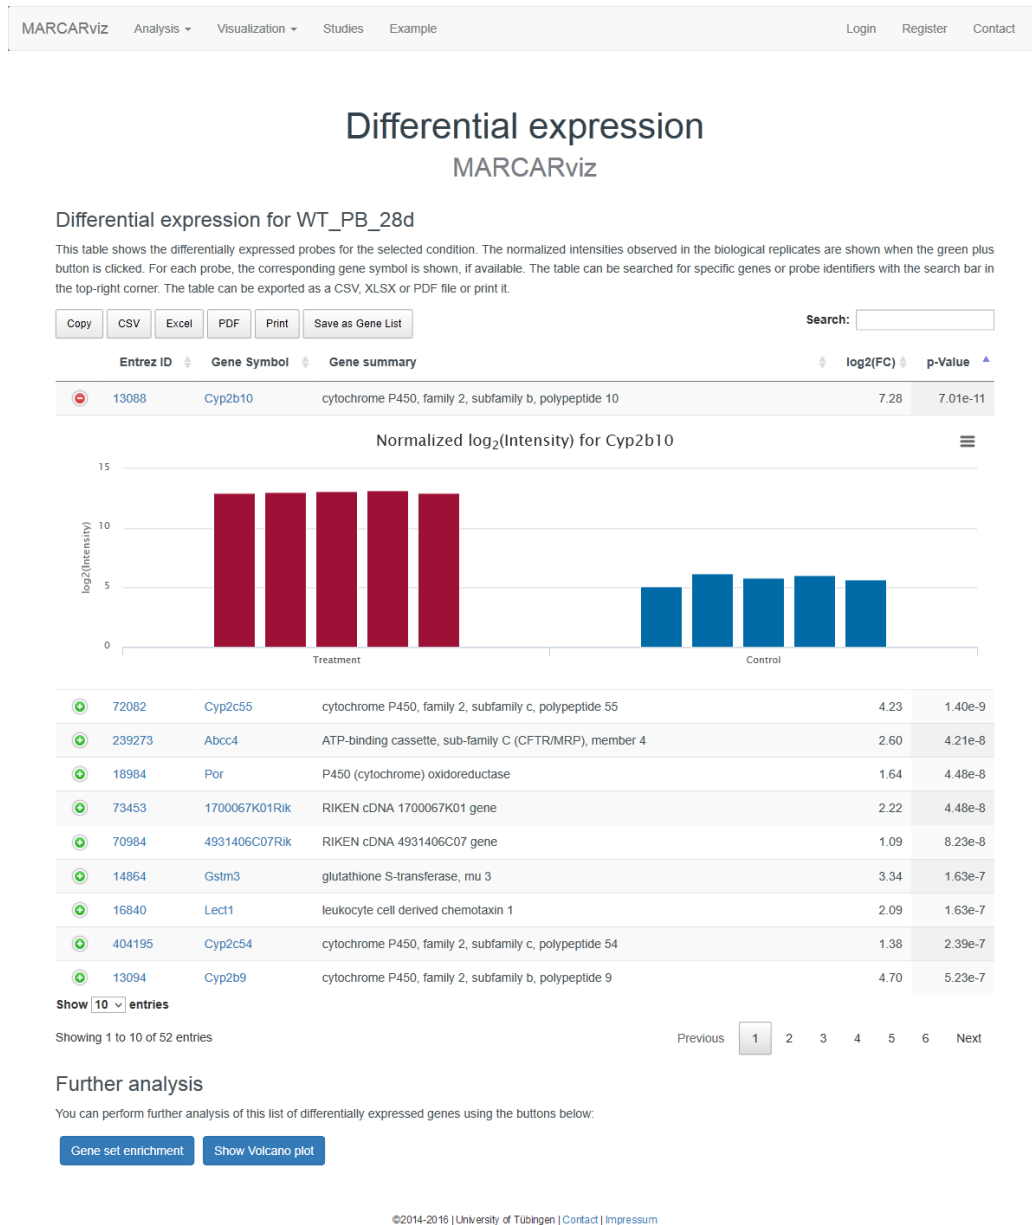 MARCARviz Analysis Visualization Studies Example Login Register Contact
Differential expression
MARCARviz
Differential expression for WT_PB_28d
This table shows the differentially expressed probes for the selected condition. The normalized intensities observed in the biological replicates are shown when the green plus
button is clicked. For each probe, the corresponding gene symbol is shown, if available. The table can be searched for specific genes or probe identifiers with the search bar in
the top-right corner. The table can be exported as a CSV, XLSX or PDF file or print it.
Copy CSV Excel PDF Print Save as Gene List Search:
Entrez ID Gene Symbol Gene summary log2(FC) p-Value
13088 Cyp2b10 cytochrome P450, family 2, subfamily b, polypeptide 10 7.28 7.01e-11
Normalized log2(Intensity) for Cyp2b10
15
10
5
0
log2(Intensity)
Treatment Control
72082 Cyp2c55 cytochrome P450, family 2, subfamily c, polypeptide 55 4.23 1.40e-9
239273 Abcc4 ATP-binding cassette, sub-family C (CFTR/MRP), member 4 2.60 4.21e-8
18984 Por P450 (cytochrome) oxidoreductase 1.64 4.48e-8
73453 1700067K01Rik RIKEN cDNA 1700067K01 gene 2.22 4.48e-8
70984 4931406C07Rik RIKEN cDNA 4931406C07 gene 1.09 8.23e-8
14864 Gstm3 glutathione S-transferase, mu 3 3.34 1.63e-7
16840 Lect1 leukocyte cell derived chemotaxin 1 2.09 1.63e-7
404195 Cyp2c54 cytochrome P450, family 2, subfamily c, polypeptide 54 1.38 2.39e-7
13094 Cyp2b9 cytochrome P450, family 2, subfamily b, polypeptide 9 4.70 5.23e-7
Show 10 entries
Showing 1 to 10 of 52 entries Previous 1 2 3 4 5 6 Next
Further analysis
You can perform further analysis of this list of differentially expressed genes using the buttons below:
Gene set enrichment Show Volcano plot
©2014-2016 | University of Tübingen | Contact | Impressum